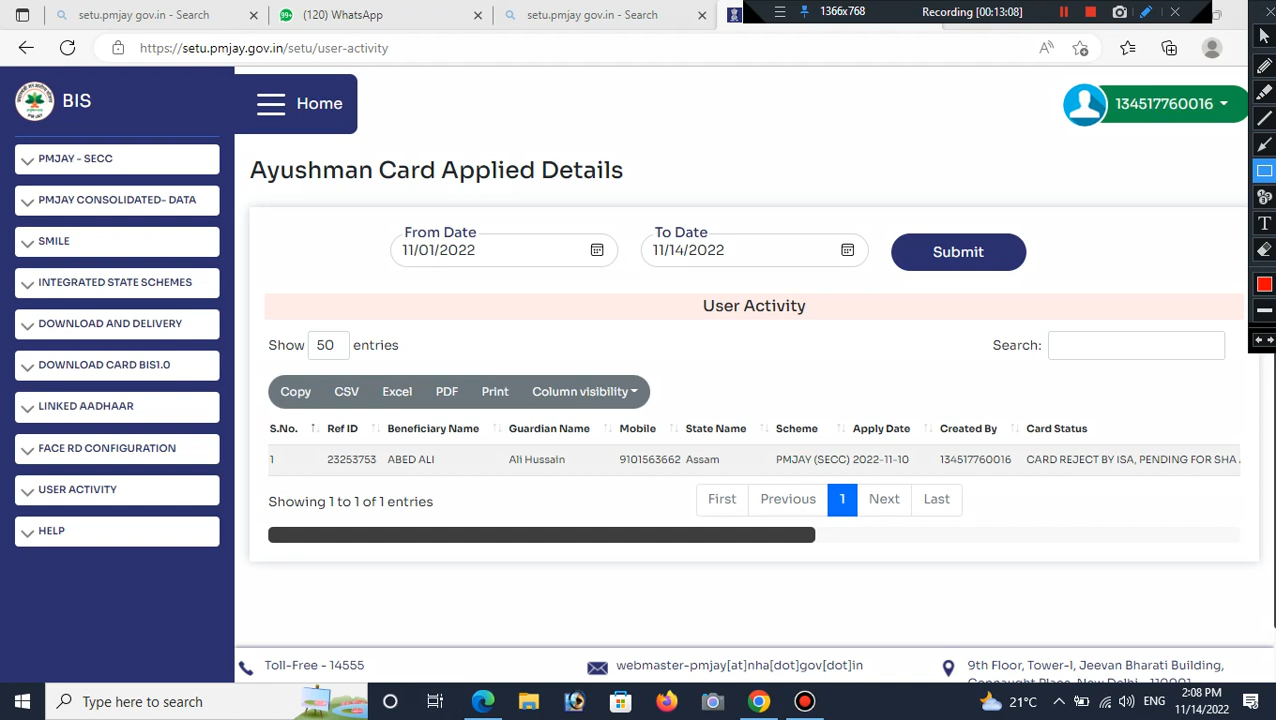 setu.pmjay gov.in - Search
(120) WhatsApp
setu.pmjay gov.in - Search
1366x768
Recording [00:13:08]
https://setu.pmjay.gov.in/setu/user-activity
BIS
Home
134517760016
PMJAY - SECC
PMJAY CONSOLIDATED- DATA
SMILE
INTEGRATED STATE SCHEMES
DOWNLOAD AND DELIVERY
DOWNLOAD CARD BIS1.0
LINKED AADHAAR
FACE RD CONFIGURATION
USER ACTIVITY
HELP
Ayushman Card Applied Details
From Date
11/01/2022
To Date
11/14/2022
Submit
User Activity
Show 50 entries
Search:
Copy CSV Excel PDF Print Column visibility
S.No. Ref ID Beneficiary Name Guardian Name Mobile State Name Scheme Apply Date Created By Card Status
1 23253753 ABED ALI Ali Hussain 9101563662 Assam PMJAY (SECC) 2022-11-10 134517760016 CARD REJECT BY ISA, PENDING FOR SHA
Showing 1 to 1 of 1 entries
First Previous 1 Next Last
Toll-Free - 14555
webmaster-pmjay[at]nha[dot]gov[dot]in
9th Floor, Tower-I, Jeevan Bharati Building,
Connaught Place, New Delhi - 110001
Type here to search
21°C
ENG
2:08 PM
11/14/2022